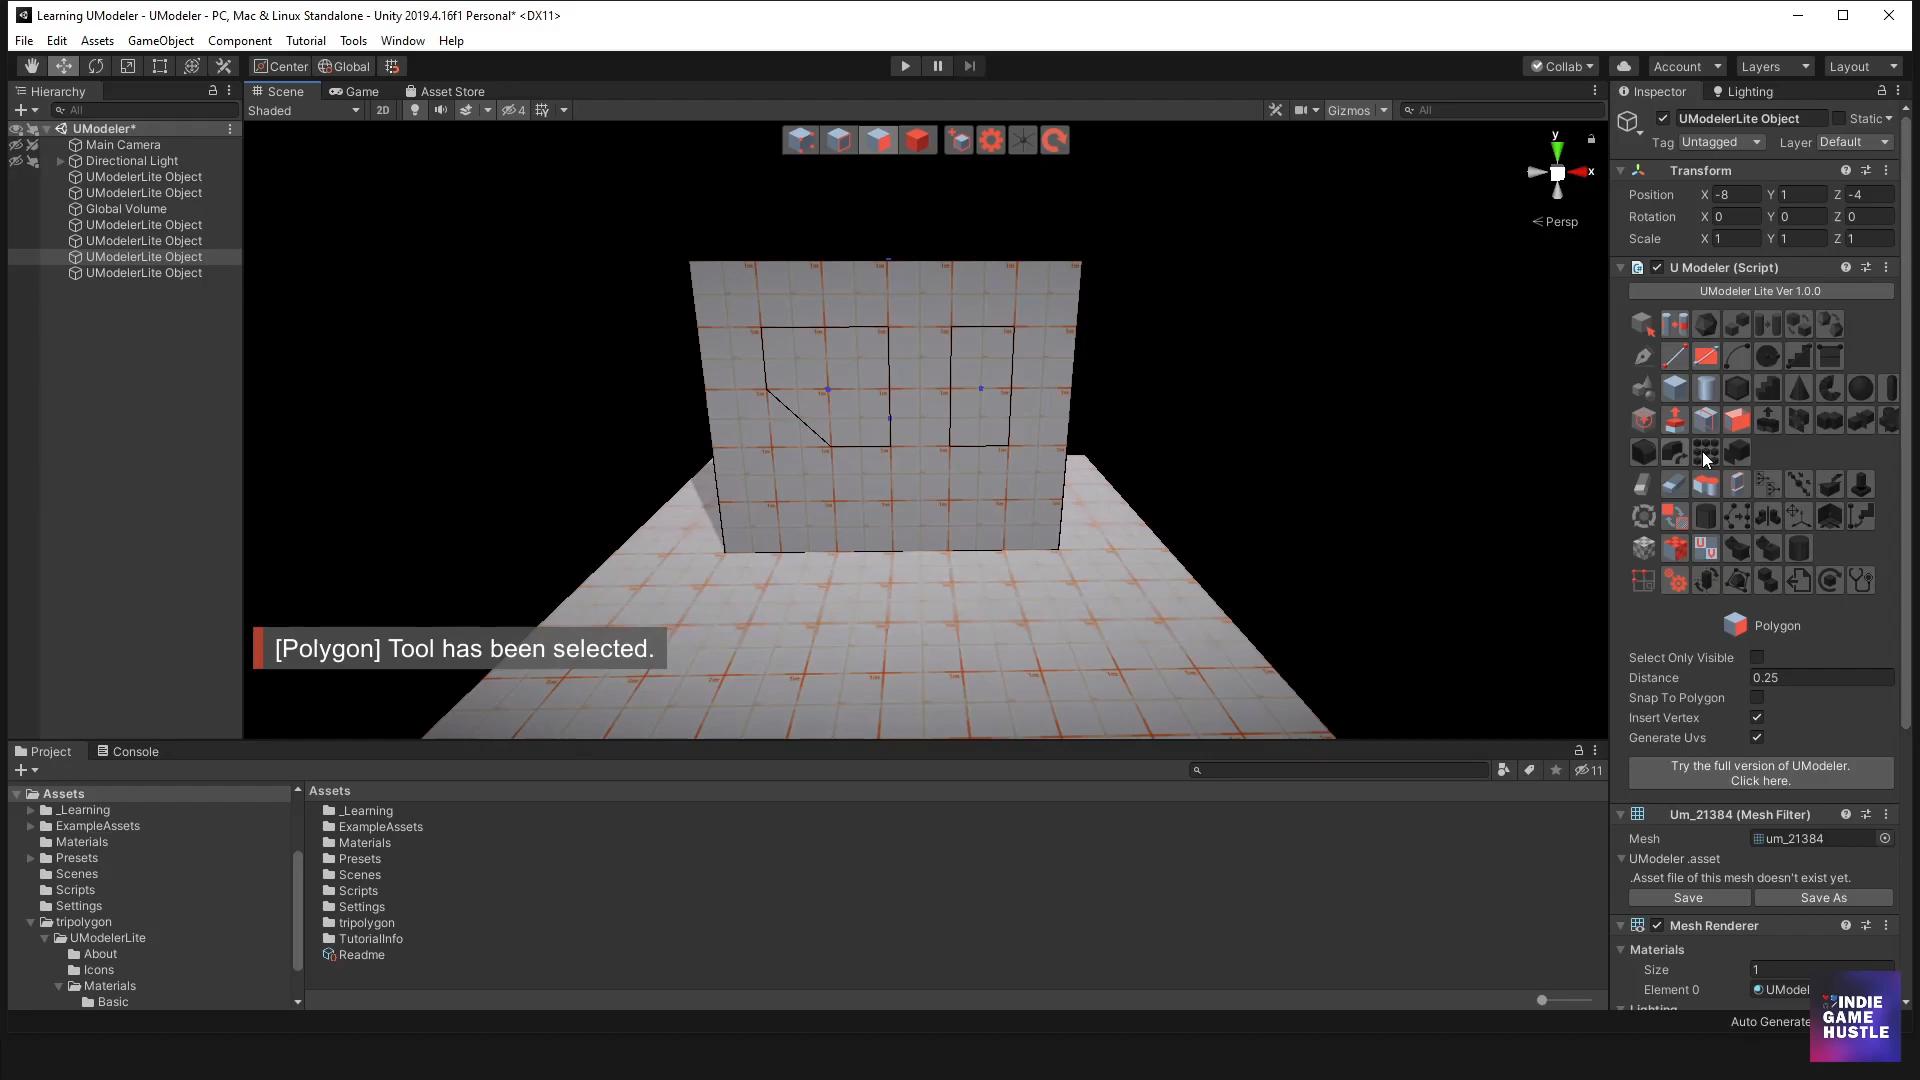 Learning UModeler - UModeler - PC, Mac & Linux Standalone - Unity 2019.4.16f1 Personal* <DX11>
File Edit Assets GameObject Component Tutorial Tools Window Help
Center Global
Collab Account Layers Layout
Hierarchy
All
UModeler*
Main Camera
Directional Light
UModelerLite Object
UModelerLite Object
Global Volume
UModelerLite Object
UModelerLite Object
UModelerLite Object
UModelerLite Object
Scene Game Asset Store
Shaded 2D 4 Gizmos All
y
x
< Persp
[Polygon] Tool has been selected.
Inspector Lighting
UModelerLite Object Static
Tag Untagged Layer Default
Transform
Position X -8 Y 1 Z -4
Rotation X 0 Y 0 Z 0
Scale X 1 Y 1 Z 1
U Modeler (Script)
UModeler Lite Ver 1.0.0
Polygon
Select Only Visible
Distance 0.25
Snap To Polygon
Insert Vertex
Generate Uvs
Try the full version of UModeler.
Click here.
Um_21384 (Mesh Filter)
Mesh um_21384
UModeler .asset
.Asset file of this mesh doesn't exist yet.
Save Save As
Mesh Renderer
Materials
Size 1
Element 0 UModel
Lighting
Auto Generate
INDIE
GAME
HUSTLE
Project Console
11
Assets
_Learning
ExampleAssets
Materials
Presets
Scenes
Scripts
Settings
tripolygon
UModelerLite
About
Icons
Materials
Basic
Assets
_Learning
ExampleAssets
Materials
Presets
Scenes
Scripts
Settings
tripolygon
TutorialInfo
Readme